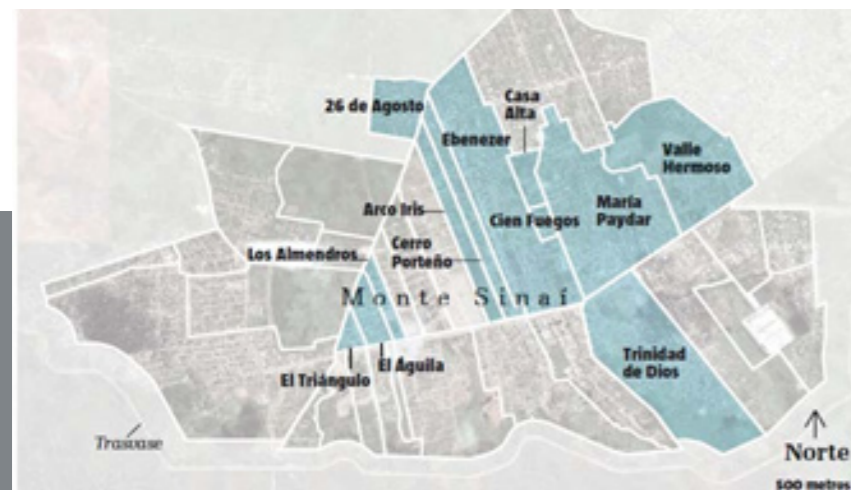 26 de Agosto
Casa
Alta
Ebenezer
Valle
Hermoso
Arco Iris
Cien Fuegos
María
Paydar
Los Almendros
Cerro
Porteño
Monte Sinaí
El Triángulo
El Águila
Trinidad
de Dios
Trasvase
Norte
500 metros